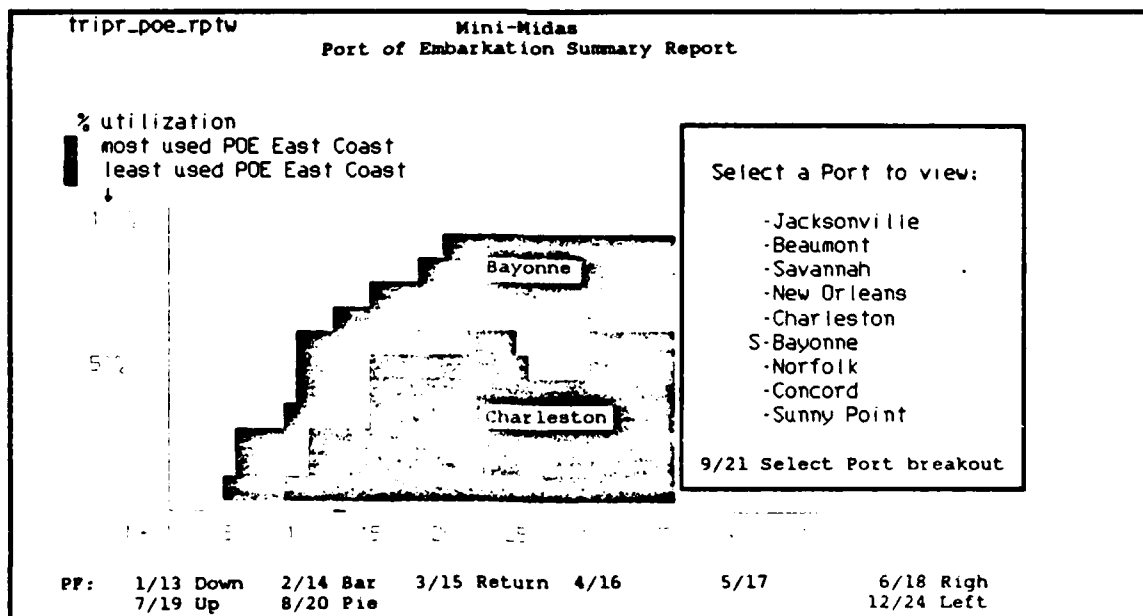 tripr_poe_rptw
Mini-Midas
Port of Embarkation Summary Report
% utilization
most used POE East Coast
least used POE East Coast
Select a Port to view:
-Jacksonville
-Beaumont
-Savannah
-New Orleans
-Charleston
S-Bayonne
-Norfolk
-Concord
-Sunny Point
9/21 Select Port breakout
Bayonne
Charleston
PF: 1/13 Down 2/14 Bar 3/15 Return 4/16 5/17 6/18 Righ
7/19 Up 8/20 Pie 12/24 Left